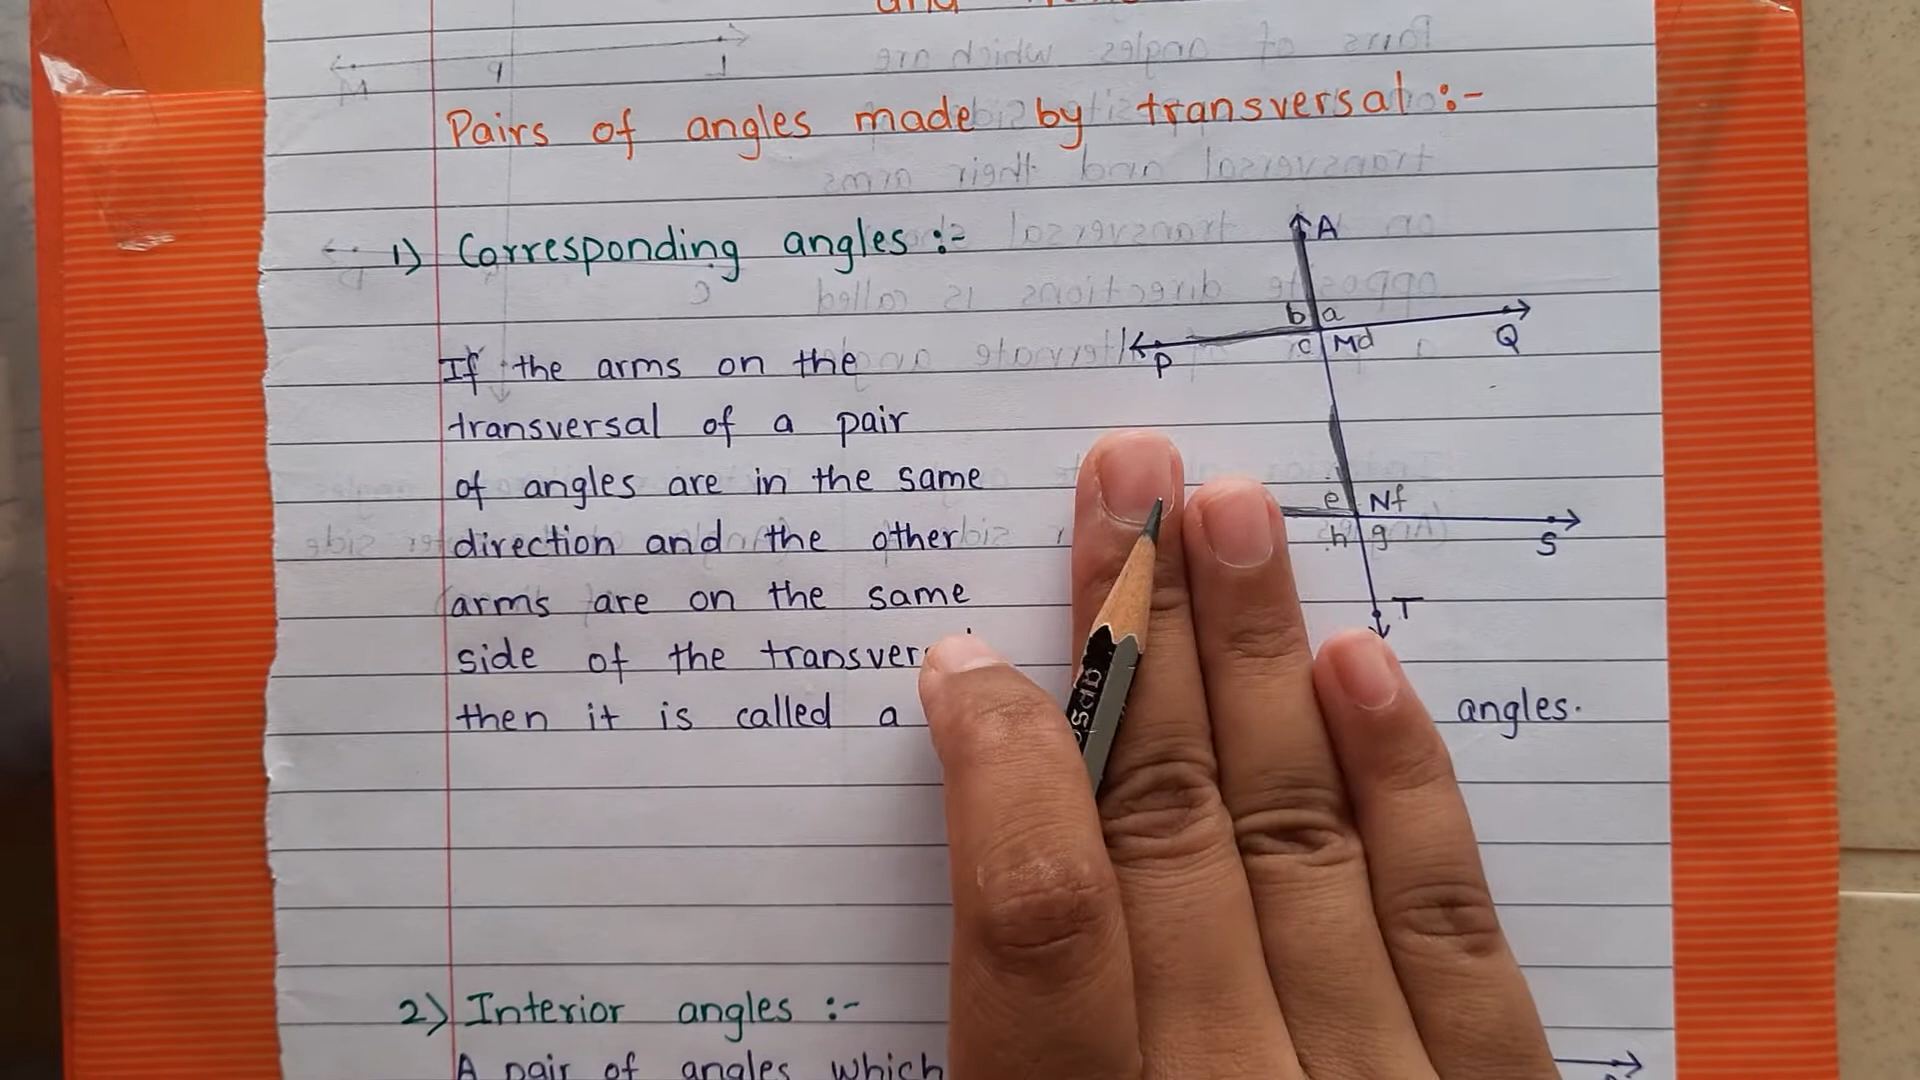 Pairs of angles made by transversal :-
1) Corresponding angles :-
A
b a
P c M d Q
If the arms on the
transversal of a pair
of angles are in the same
e N f
h g S
direction and the other
arms are on the same
T
side of the
then it is called a angles.
2) Interior angles :-
A pair of angles which